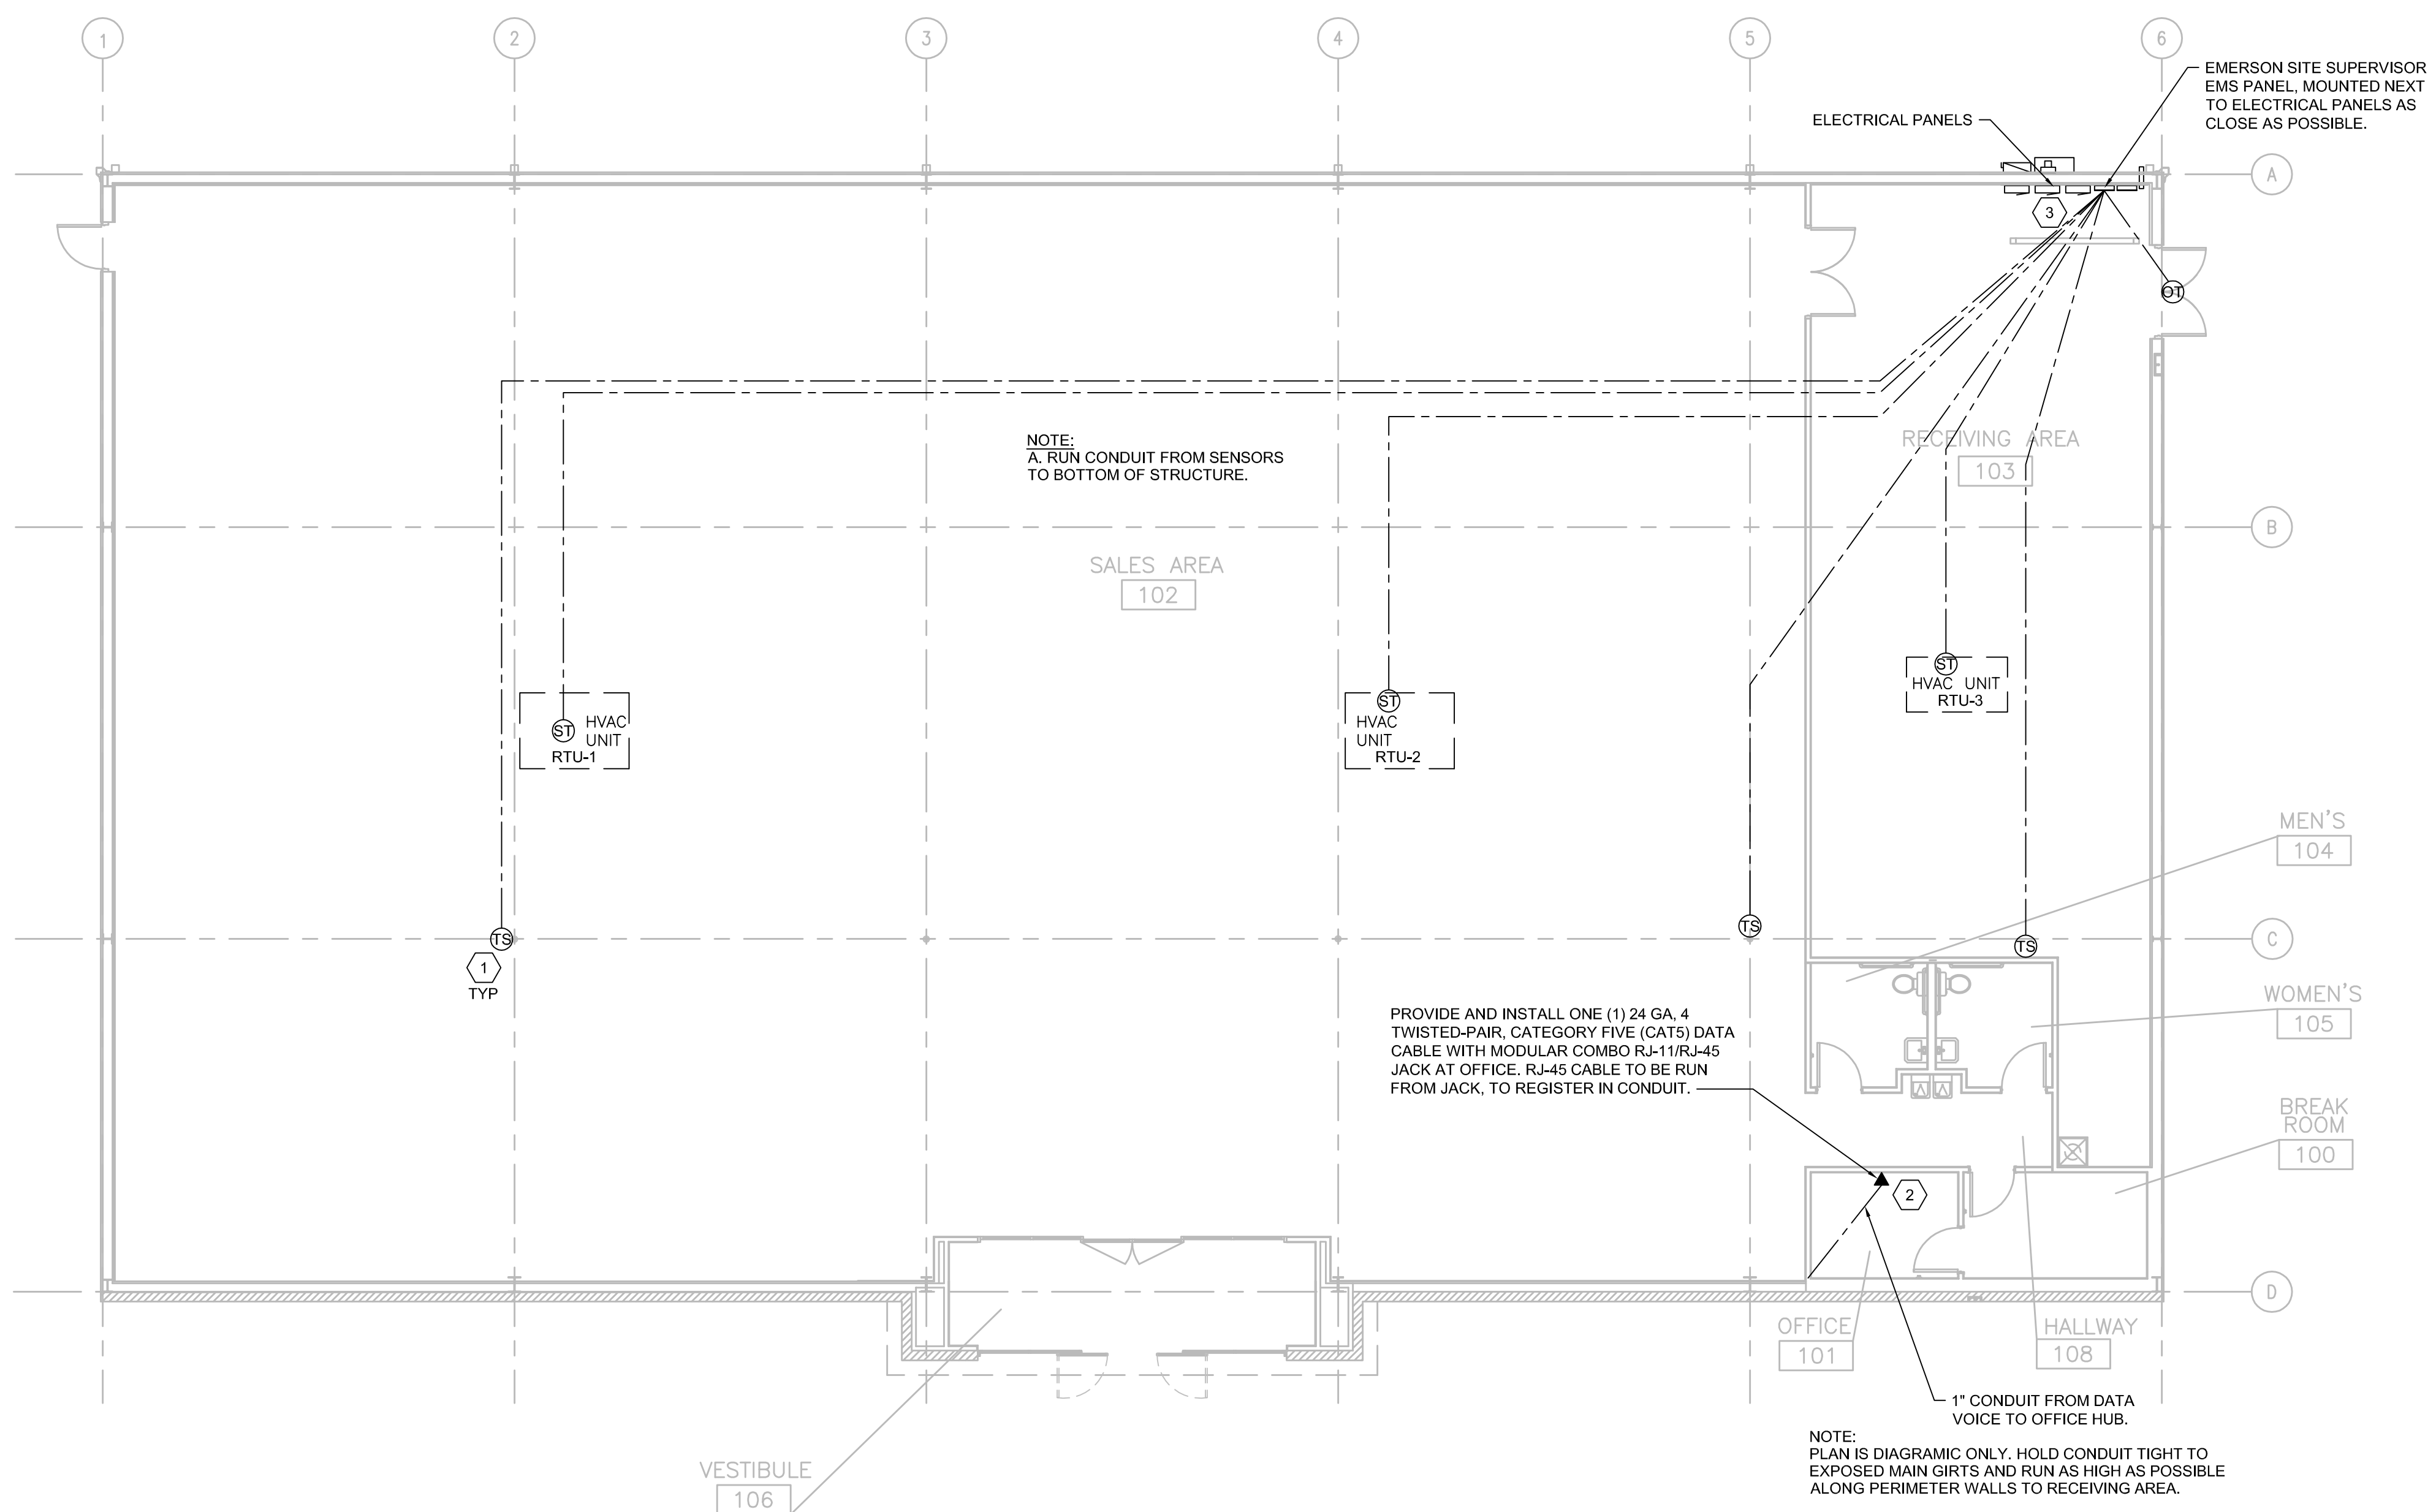 1
2
3
4
5
6
EMERSON SITE SUPERVISOR
EMS PANEL, MOUNTED NEXT
TO ELECTRICAL PANELS AS
CLOSE AS POSSIBLE.
ELECTRICAL PANELS
A
3
OT
NOTE:
A. RUN CONDUIT FROM SENSORS
TO BOTTOM OF STRUCTURE.
RECEIVING AREA
103
B
SALES AREA
102
ST
HVAC
UNIT
RTU-1
ST
HVAC
UNIT
RTU-2
ST
HVAC UNIT
RTU-3
MEN'S
104
TS
1
TYP
TS
TS
C
WOMEN'S
105
PROVIDE AND INSTALL ONE (1) 24 GA, 4
TWISTED-PAIR, CATEGORY FIVE (CAT5) DATA
CABLE WITH MODULAR COMBO RJ-11/RJ-45
JACK AT OFFICE. RJ-45 CABLE TO BE RUN
FROM JACK, TO REGISTER IN CONDUIT.
BREAK
ROOM
100
2
D
OFFICE
101
HALLWAY
108
1" CONDUIT FROM DATA
VOICE TO OFFICE HUB.
NOTE:
PLAN IS DIAGRAMIC ONLY. HOLD CONDUIT TIGHT TO
EXPOSED MAIN GIRTS AND RUN AS HIGH AS POSSIBLE
ALONG PERIMETER WALLS TO RECEIVING AREA.
VESTIBULE
106